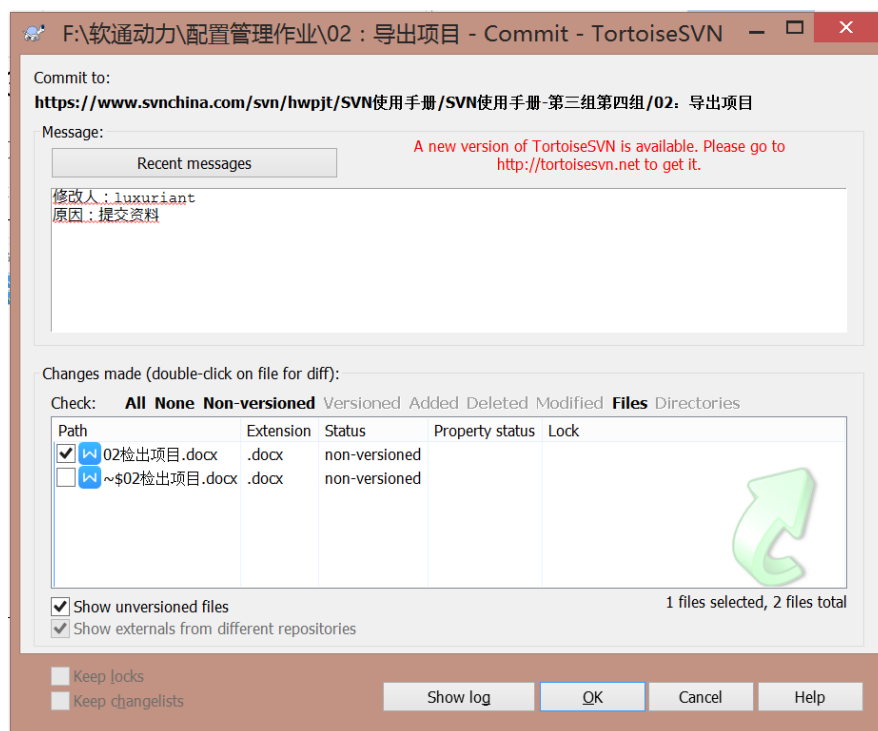 F:\软通动力\配置管理作业\02：导出项目 - Commit - TortoiseSVN
Commit to:
https://www.svnchina.com/svn/hwpjt/SVN使用手册/SVN使用手册-第三组第四组/02：导出项目
Message:
Recent messages
A new version of TortoiseSVN is available. Please go to
http://tortoisesvn.net to get it.
修改人：luxuriant
原因：提交资料
Changes made (double-click on file for diff):
Check: All None Non-versioned Versioned Added Deleted Modified Files Directories
Path Extension Status Property status Lock
02检出项目.docx .docx non-versioned
~$02检出项目.docx .docx non-versioned
Show unversioned files
1 files selected, 2 files total
Show externals from different repositories
Keep locks
Keep changelists
Show log OK Cancel Help